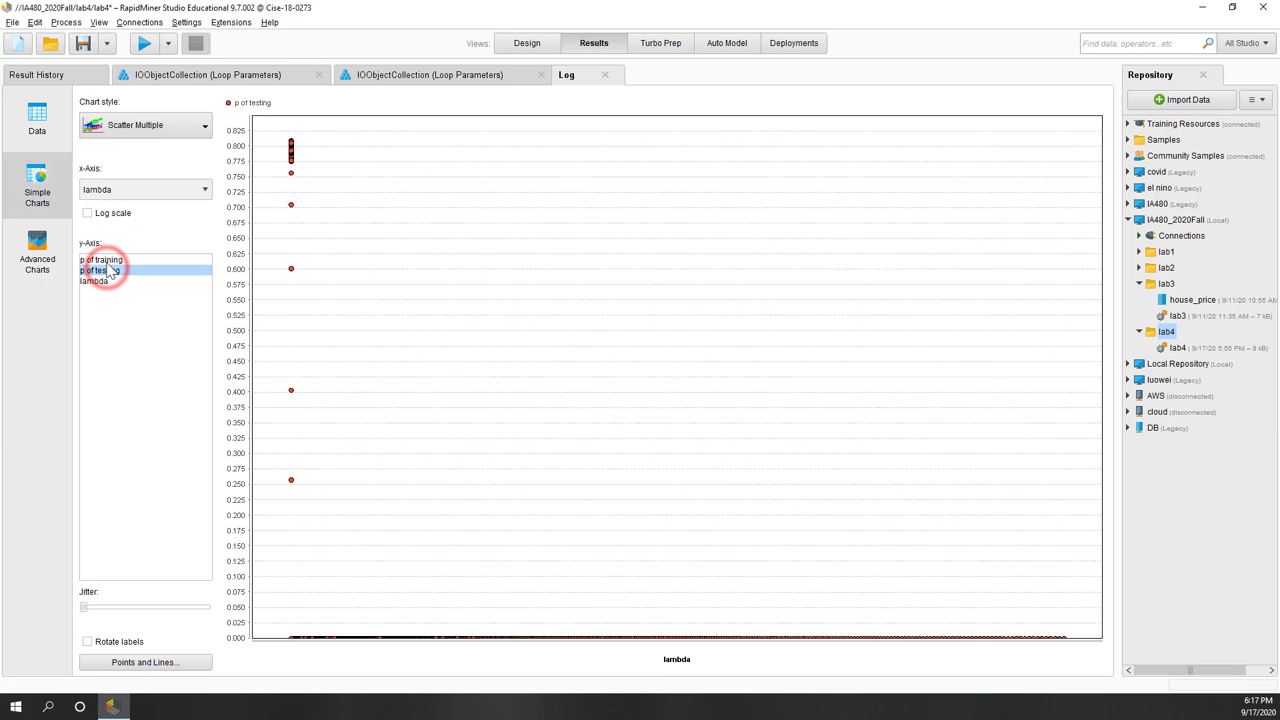 //IA480_2020Fall/lab4/lab4* – RapidMiner Studio Educational 9.7.002 @ Cise-18-0273
File Edit Process View Connections Settings Extensions Help
Views: Design Results Turbo Prep Auto Model Deployments
Find data, operators...etc
All Studio
Result History
IOObjectCollection (Loop Parameters)
IOObjectCollection (Loop Parameters)
Log
Data
Simple
Charts
Advanced
Charts
Chart style:
Scatter Multiple
x-Axis:
lambda
Log scale
y-Axis:
p of training
p of testing
lambda
Jitter:
Rotate labels
Points and Lines...
p of testing
0.825
0.800
0.775
0.750
0.725
0.700
0.675
0.650
0.625
0.600
0.575
0.550
0.525
0.500
0.475
0.450
0.425
0.400
0.375
0.350
0.325
0.300
0.275
0.250
0.225
0.200
0.175
0.150
0.125
0.100
0.075
0.050
0.025
0.000
lambda
Repository
Import Data
Training Resources (connected)
Samples
Community Samples (connected)
covid (Legacy)
el nino (Legacy)
IA480 (Legacy)
IA480_2020Fall (Local)
Connections
lab1
lab2
lab3
house_price ( 9/11/20 10:55 AM
lab3 ( 9/11/20 11:35 AM – 7 kB)
lab4
lab4 ( 9/17/20 5:50 PM – 8 kB)
Local Repository (Local)
luowei (Legacy)
AWS (disconnected)
cloud (disconnected)
DB (Legacy)
6:17 PM
9/17/2020